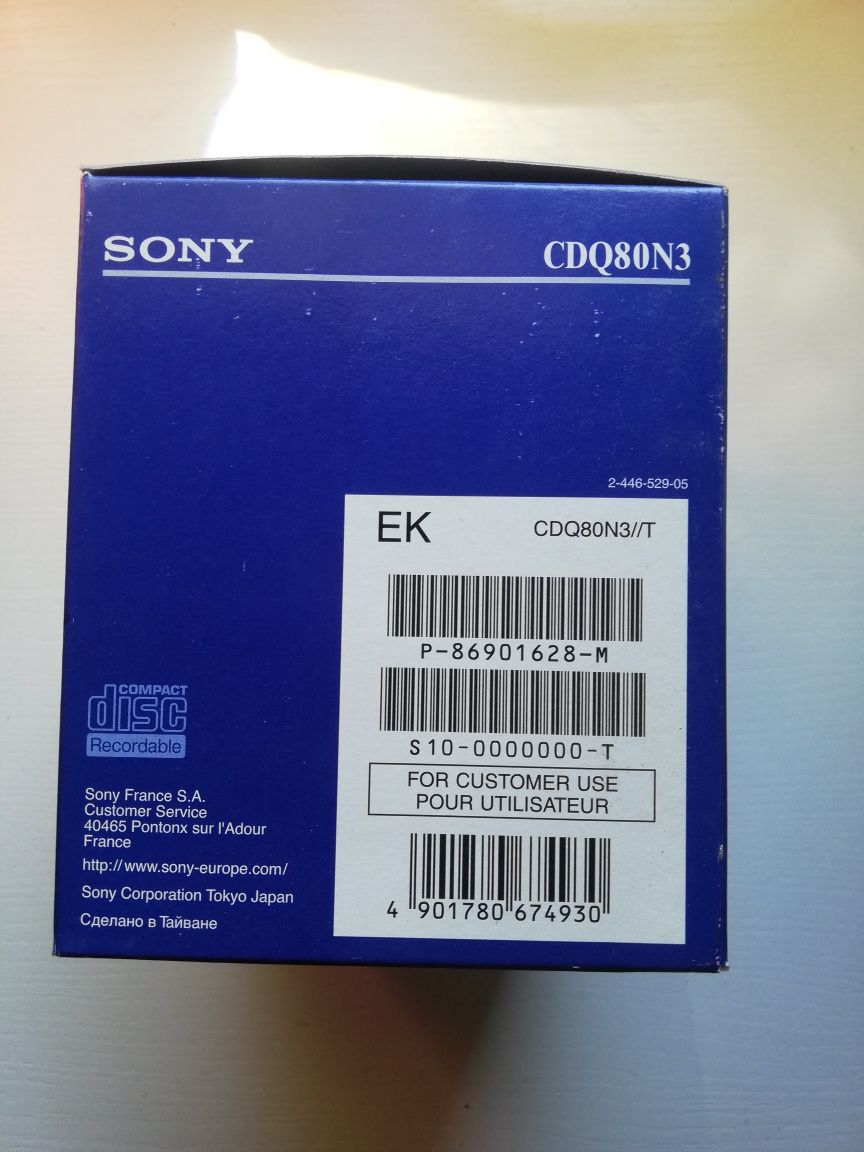 SONY
CDQ80N3
2-446-529-05
EK
CDQ80N3//T
P-86901628-M
S10-0000000-T
FOR CUSTOMER USE
POUR UTILISATEUR
4 901780 674930
COMPACT
disc
Recordable
Sony France S.A.
Customer Service
40465 Pontonx sur l'Adour
France
http://www.sony-europe.com/
Sony Corporation Tokyo Japan
Сделано в Тайване